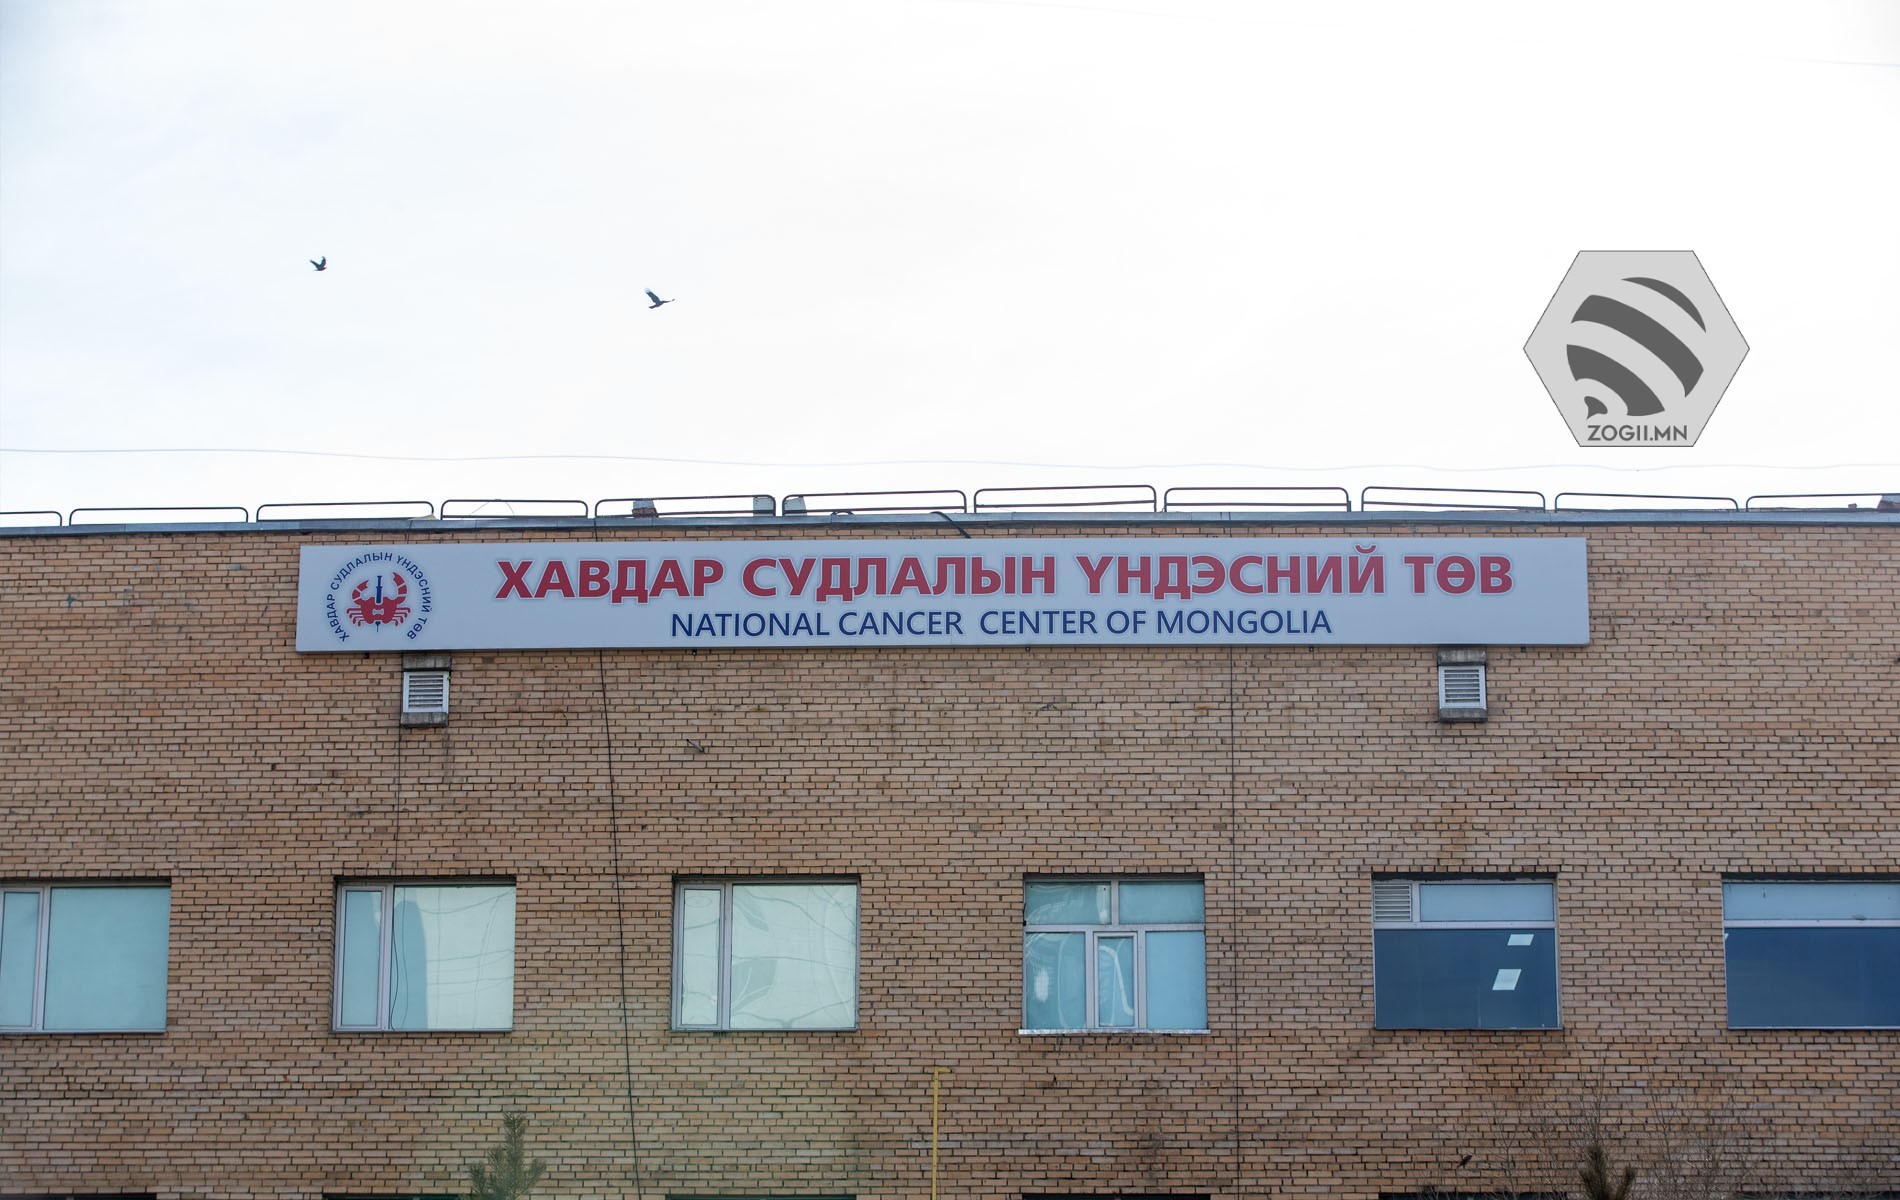 ZOGII.MN
ХАВДАР СУДЛАЛЫН ҮНДЭСНИЙ ТӨВ
ХАВДАР СУДЛАЛЫН ҮНДЭСНИЙ ТӨВ
NATIONAL CANCER CENTER OF MONGOLIA